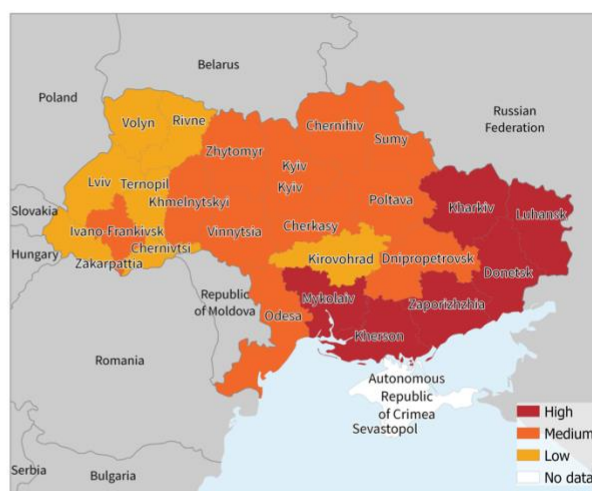 Belarus
Poland
Russian
Federation
Volyn
Rivne
Chernihiv
Sumy
Zhytomyr
Kyiv
Kyiv
Lviv
Ternopil
Khmelnytskyi
Poltava
Kharkiv
Luhansk
Slovakia
Ivano-Frankivsk
Vinnytsia
Cherkasy
Chernivtsi
Hungary
Zakarpattia
Kirovohrad
Dnipropetrovsk
Donetsk
Republic
of Moldova
Mykolaiv
Zaporizhzhia
Odesa
Kherson
Romania
Autonomous
Republic
of Crimea
Sevastopol
High
Medium
Low
No data
Serbia
Bulgaria